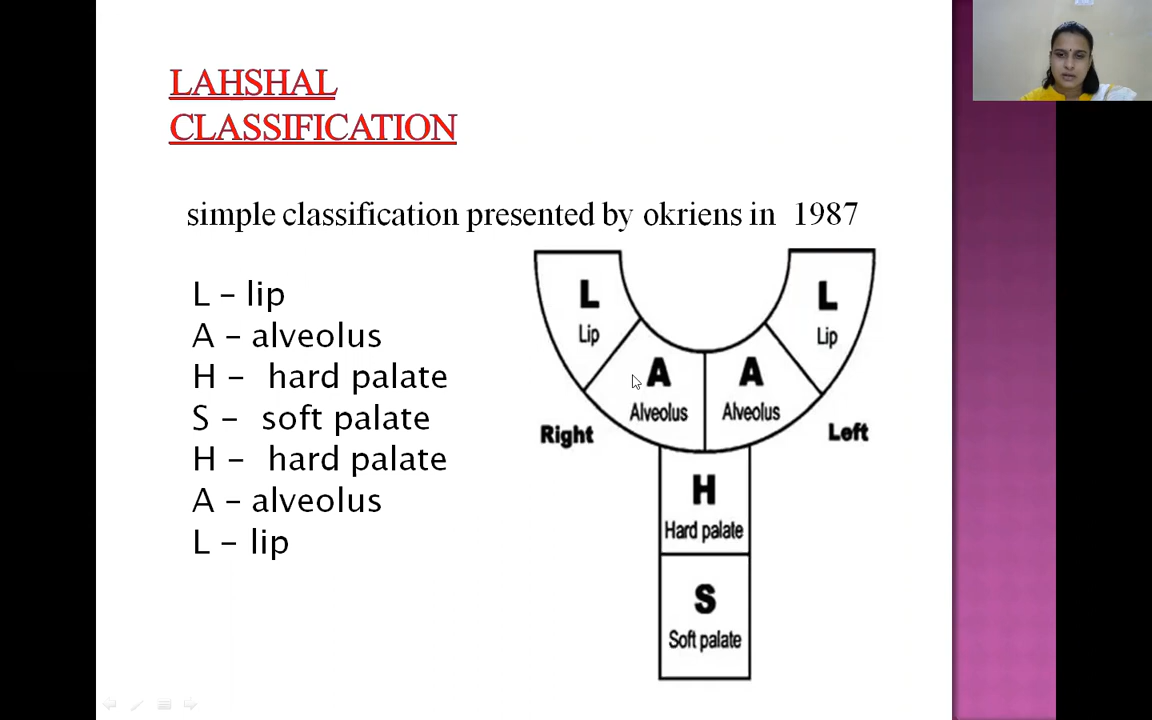 LAHSHAL
CLASSIFICATION
simple classification presented by okriens in 1987
L – lip
A – alveolus
H – hard palate
S – soft palate
H – hard palate
A – alveolus
L – lip
L
Lip
L
Lip
A
Alveolus
A
Alveolus
Right
Left
H
Hard palate
S
Soft palate